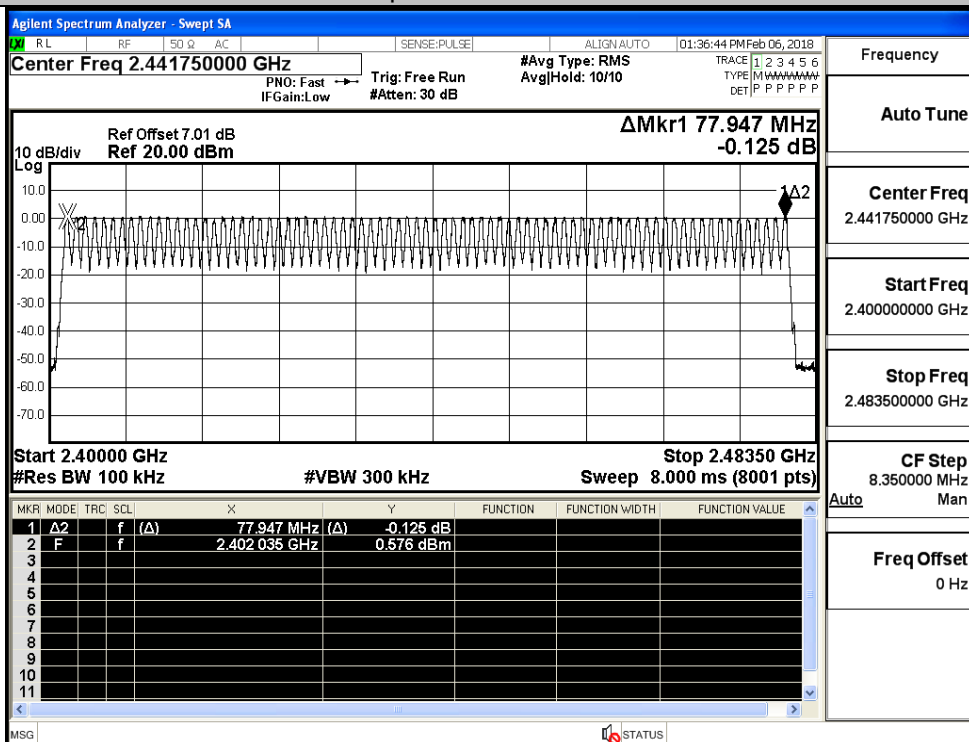 Agilent Spectrum Analyzer - Swept SA
LXI RL RF 50 Ω AC SENSE:PULSE ALIGN AUTO 01:36:44 PM Feb 06, 2018
Center Freq 2.441750000 GHz
PNO: Fast
IFGain:Low
Trig: Free Run
#Atten: 30 dB
#Avg Type: RMS
Avg|Hold: 10/10
TRACE 1 2 3 4 5 6
TYPE M WWWWW
DET P P P P P P
Ref Offset 7.01 dB
10 dB/div Ref 20.00 dBm
Log
ΔMkr1 77.947 MHz
-0.125 dB
10.0
0.00
-10.0
-20.0
-30.0
-40.0
-50.0
-60.0
-70.0
2
1Δ2
Start 2.40000 GHz Stop 2.48350 GHz
#Res BW 100 kHz #VBW 300 kHz Sweep 8.000 ms (8001 pts)
MKR MODE TRC SCL X Y FUNCTION FUNCTION WIDTH FUNCTION VALUE
1 Δ2 f (Δ) 77.947 MHz (Δ) -0.125 dB
2 F f 2.402 035 GHz 0.576 dBm
3
4
5
6
7
8
9
10
11
MSG STATUS
Frequency
Auto Tune
Center Freq
2.441750000 GHz
Start Freq
2.400000000 GHz
Stop Freq
2.483500000 GHz
CF Step
8.350000 MHz
Auto Man
Freq Offset
0 Hz